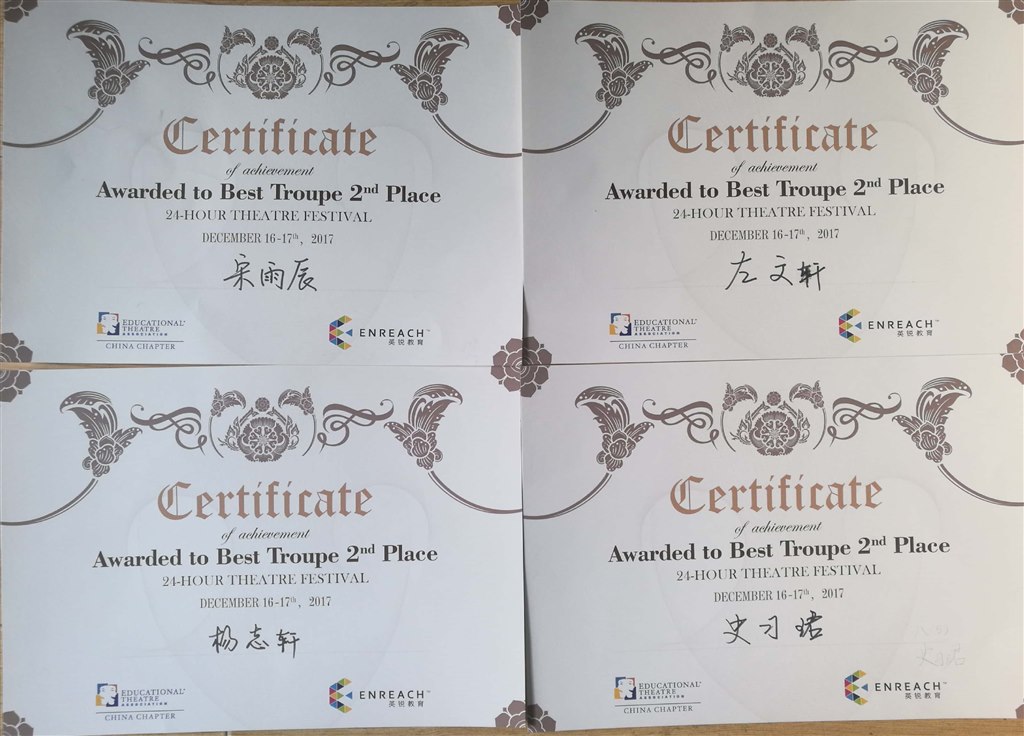 Certificate
of achievement
Awarded to Best Troupe 2nd Place
24-HOUR THEATRE FESTIVAL
DECEMBER 16-17th, 2017
宋雨辰
EDUCATIONAL
THEATRE
ASSOCIATION
CHINA CHAPTER
ENREACH™
英锐教育
Certificate
of achievement
Awarded to Best Troupe 2nd Place
24-HOUR THEATRE FESTIVAL
DECEMBER 16-17th, 2017
左文轩
EDUCATIONAL
THEATRE
ASSOCIATION
CHINA CHAPTER
ENREACH™
英锐教育
Certificate
of achievement
Awarded to Best Troupe 2nd Place
24-HOUR THEATRE FESTIVAL
DECEMBER 16-17th, 2017
杨志轩
EDUCATIONAL
THEATRE
ASSOCIATION
CHINA CHAPTER
ENREACH™
英锐教育
Certificate
of achievement
Awarded to Best Troupe 2nd Place
24-HOUR THEATRE FESTIVAL
DECEMBER 16-17th, 2017
史习珺
EDUCATIONAL
THEATRE
ASSOCIATION
CHINA CHAPTER
ENREACH™
英锐教育